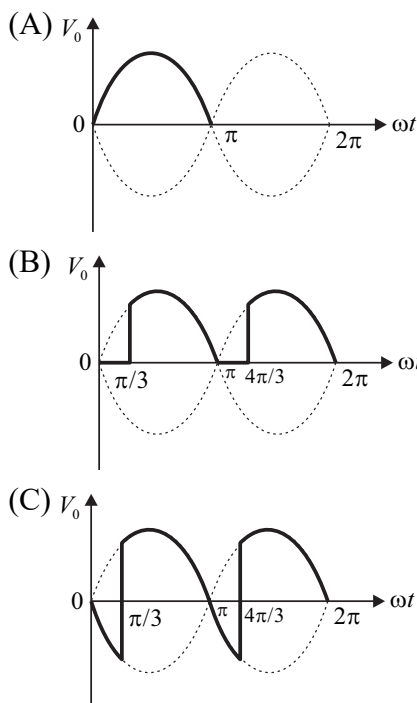 (A) V₀
0 π 2π ωt
(B) V₀
0 π/3 π 4π/3 2π ω
(C) V₀
0 π/3 π 4π/3 2π ωt